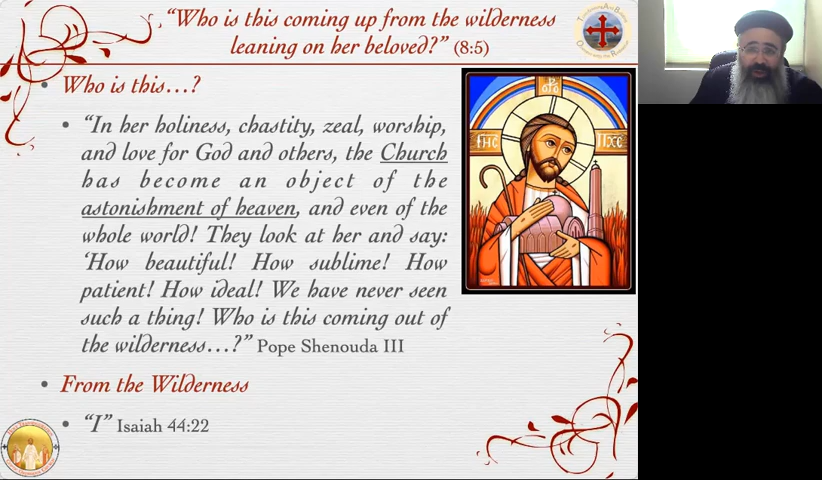 “Who is this coming up from the wilderness
leaning on her beloved?” (8:5)
• Who is this...?
• “In her holiness, chastity, zeal, worship,
and love for God and others, the Church
has become an object of the
astonishment of heaven, and even of the
whole world! They look at her and say:
‘How beautiful! How sublime! How
patient! How ideal! We have never seen
such a thing! Who is this coming out of
the wilderness...?” Pope Shenouda III
• From the Wilderness
• “I” Isaiah 44:22